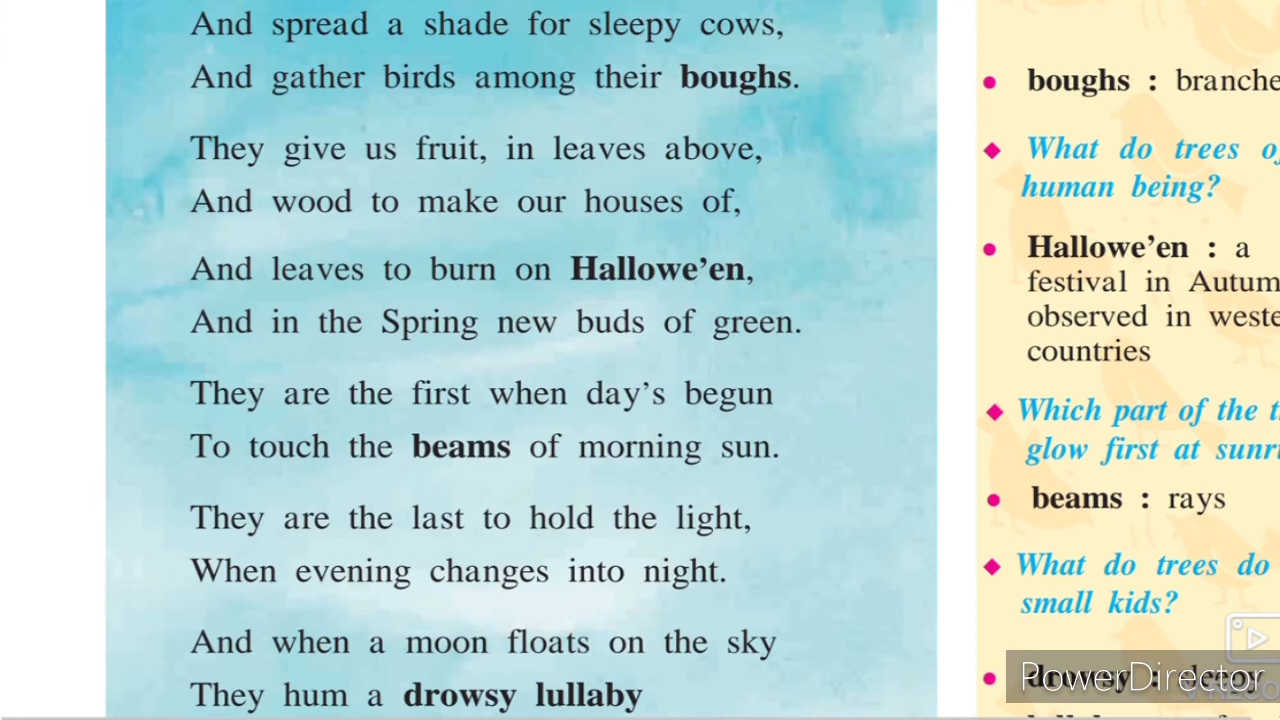 And spread a shade for sleepy cows,
And gather birds among their boughs.
They give us fruit, in leaves above,
And wood to make our houses of,
And leaves to burn on Hallowe'en,
And in the Spring new buds of green.
They are the first when day's begun
To touch the beams of morning sun.
They are the last to hold the light,
When evening changes into night.
And when a moon floats on the sky
They hum a drowsy lullaby
boughs : branche
What do trees
human being?
Hallowe'en : a
festival in Autum
observed in weste
countries
Which part of the
glow first at sunri
beams : rays
What do trees do
small kids?
drowsy :
PowerDirector